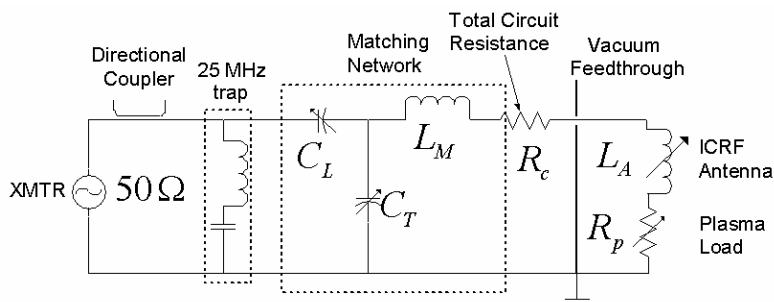 Total Circuit
Resistance
Directional
Coupler
25 MHz
trap
Matching
Network
Vacuum
Feedthrough
XMTR
50 Ω
C_L
L_M
C_T
R_c
L_A
ICRF
Antenna
R_p
Plasma
Load